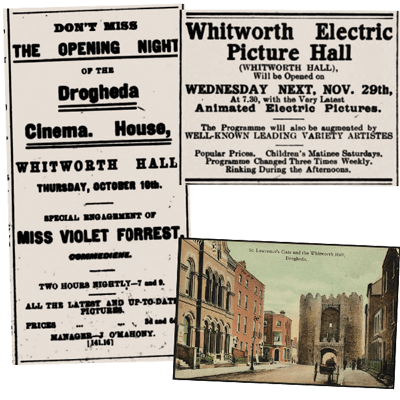 DON'T MISS
THE OPENING NIGHT
OF THE
Drogheda
Cinema. House,
WHITWORTH HALL
THURSDAY, OCTOBER 19th.
SPECIAL ENGAGEMENT OF
MISS VIOLET FORREST,
COMMEDIENE.
TWO HOURS NIGHTLY—7 and 9.
ALL THE LATEST AND UP-TO-DATE
PICTURES.
PRICES 3d and
MANAGER—J O'MAHONY.
Whitworth Electric
Picture Hall
(WHITWORTH HALL),
Will be Opened on
WEDNESDAY NEXT, NOV. 29th,
At 7.30, with the Very Latest
Animated Electric Pictures.
The Programme will also be augmented by
WELL-KNOWN LEADING VARIETY ARTISTES
Popular Prices. Children's Matinee Saturdays.
Programme Changed Three Times Weekly.
Rinking During the Afternoons.
St. Lawrence's Gate and the Whitworth Hall,
Drogheda.